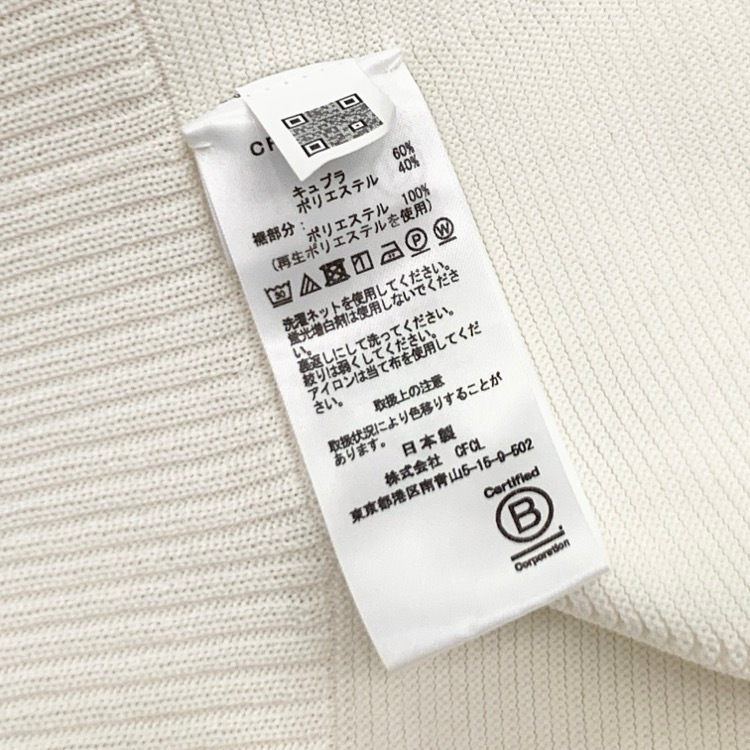 CF
キュプラ 60%
ポリエステル 40%
裾部分:
ポリエステル 100%
(再生ポリエステルを使用)
30 P W
洗濯ネットを使用してください。
蛍光増白剤は使用しないでくださ
い。
裏返しにして洗ってください。
絞りは弱くしてください。
アイロンは当て布を使用してくだ
さい。
取扱上の注意
取扱状況により色移りすることが
あります。
日本製
株式会社 CFCL
東京都港区南青山5-15-9-502
Certified
B
Corporation